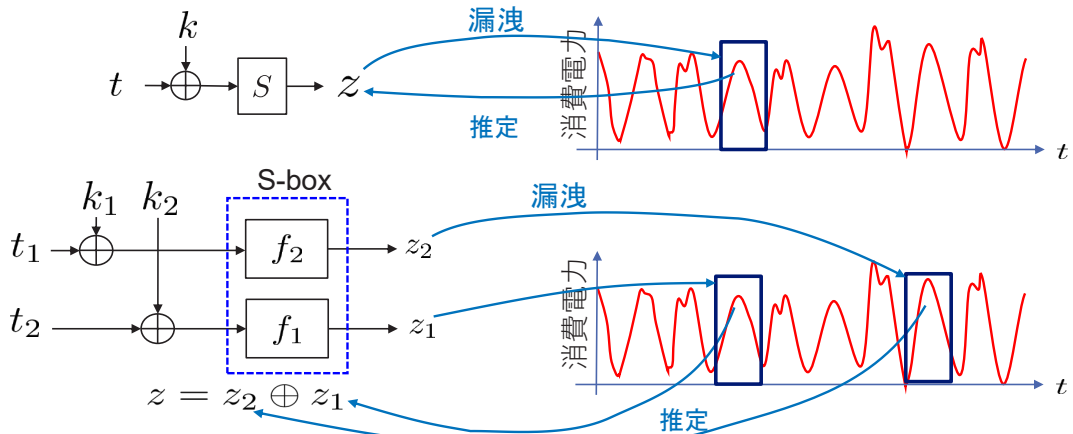 k
t ⊕ S z
漏洩
推定
消費電力
t
S-box
k₁ k₂
t₁ ⊕ f₂ z₂
t₂ ⊕ f₁ z₁
z = z₂ ⊕ z₁
漏洩
消費電力
t
推定